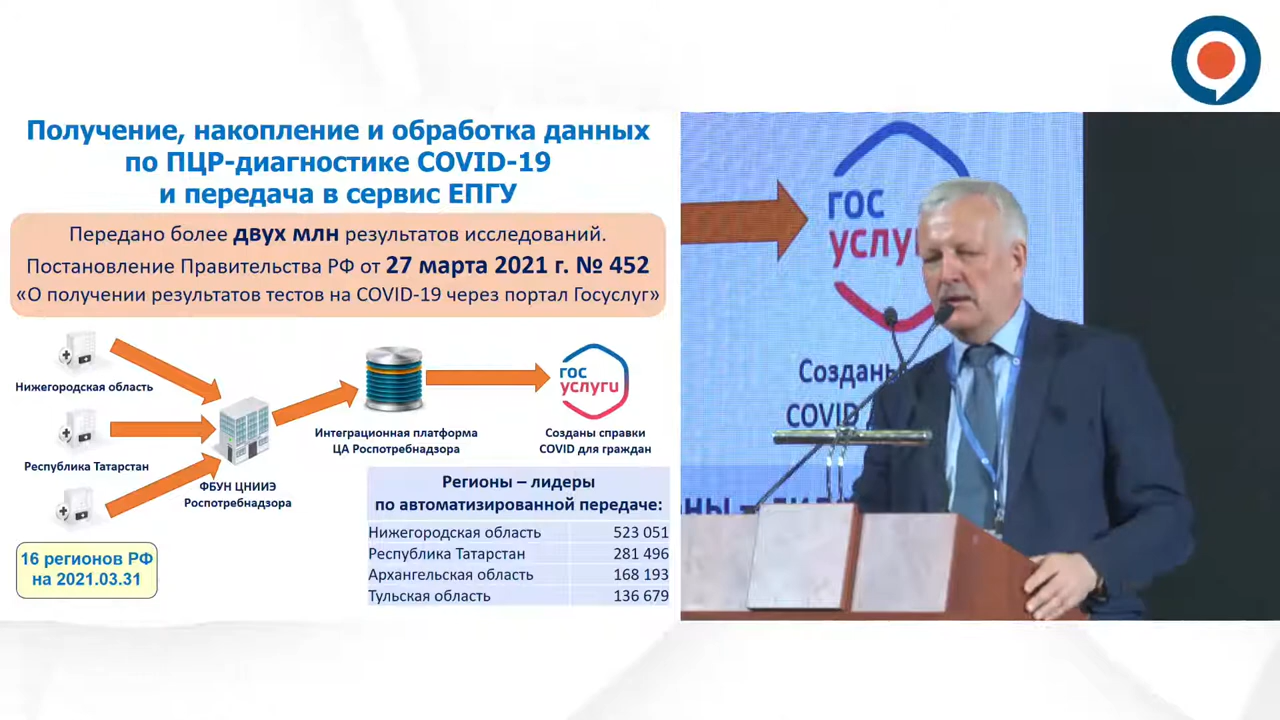 Получение, накопление и обработка данных
по ПЦР-диагностике COVID-19
и передача в сервис ЕПГУ
Передано более двух млн результатов исследований.
Постановление Правительства РФ от 27 марта 2021 г. № 452
«О получении результатов тестов на COVID-19 через портал Госуслуг»
Нижегородская область
Республика Татарстан
16 регионов РФ
на 2021.03.31
ФБУН ЦНИИЭ
Роспотребнадзора
Интеграционная платформа
ЦА Роспотребнадзора
гос
услуги
Созданы справки
COVID для граждан
Регионы – лидеры
по автоматизированной передаче:
Нижегородская область 523 051
Республика Татарстан 281 496
Архангельская область 168 193
Тульская область 136 679
гос
услуг
Созданы
COVID